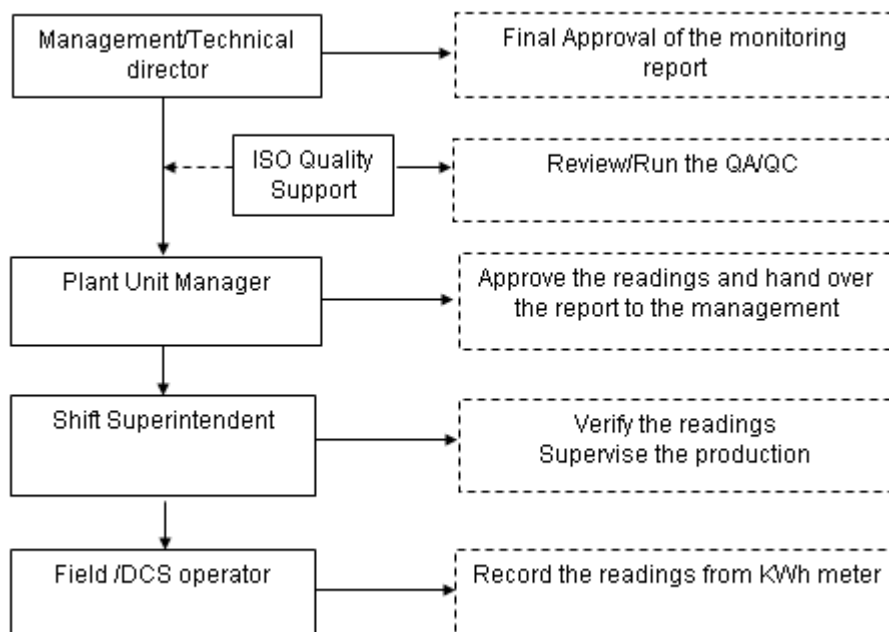 Management/Technical
director
Final Approval of the monitoring
report
ISO Quality
Support
Review/Run the QA/QC
Plant Unit Manager
Approve the readings and hand over
the report to the management
Shift Superintendent
Verify the readings
Supervise the production
Field /DCS operator
Record the readings from KWh meter